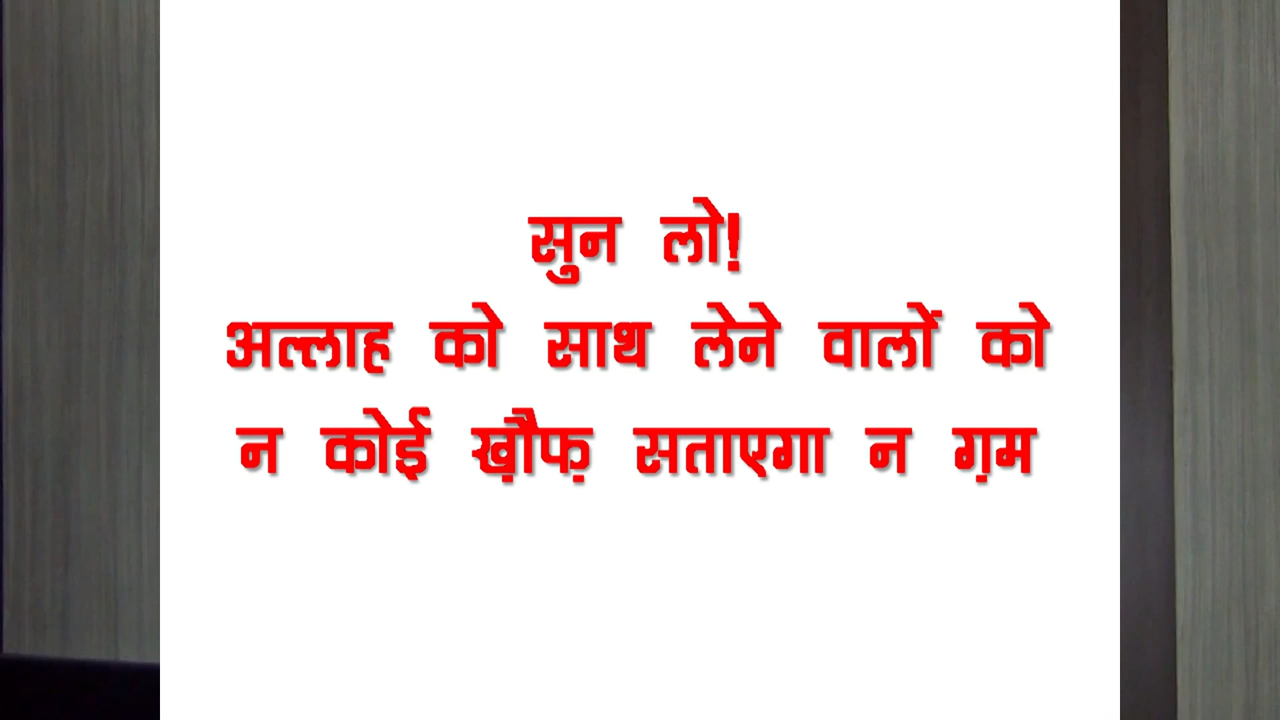 सुन लो!
अल्लाह को साथ लेने वालों को
न कोई ख़ौफ़ सताएगा न ग़म